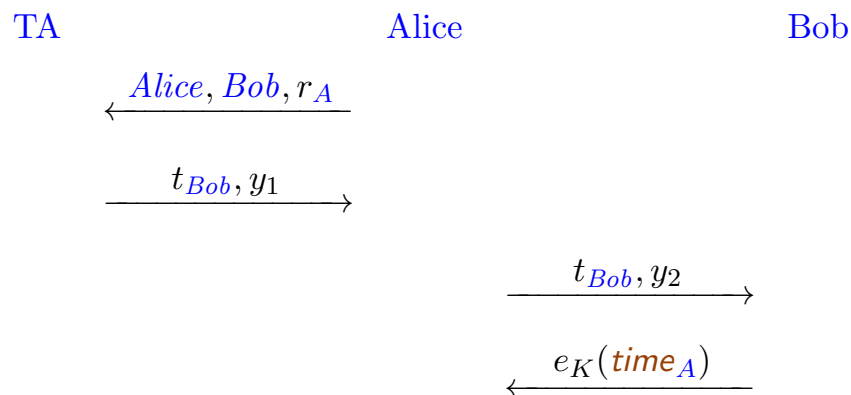 TA Alice Bob
Alice, Bob, r_A
t_Bob, y_1
t_Bob, y_2
e_K(time_A)